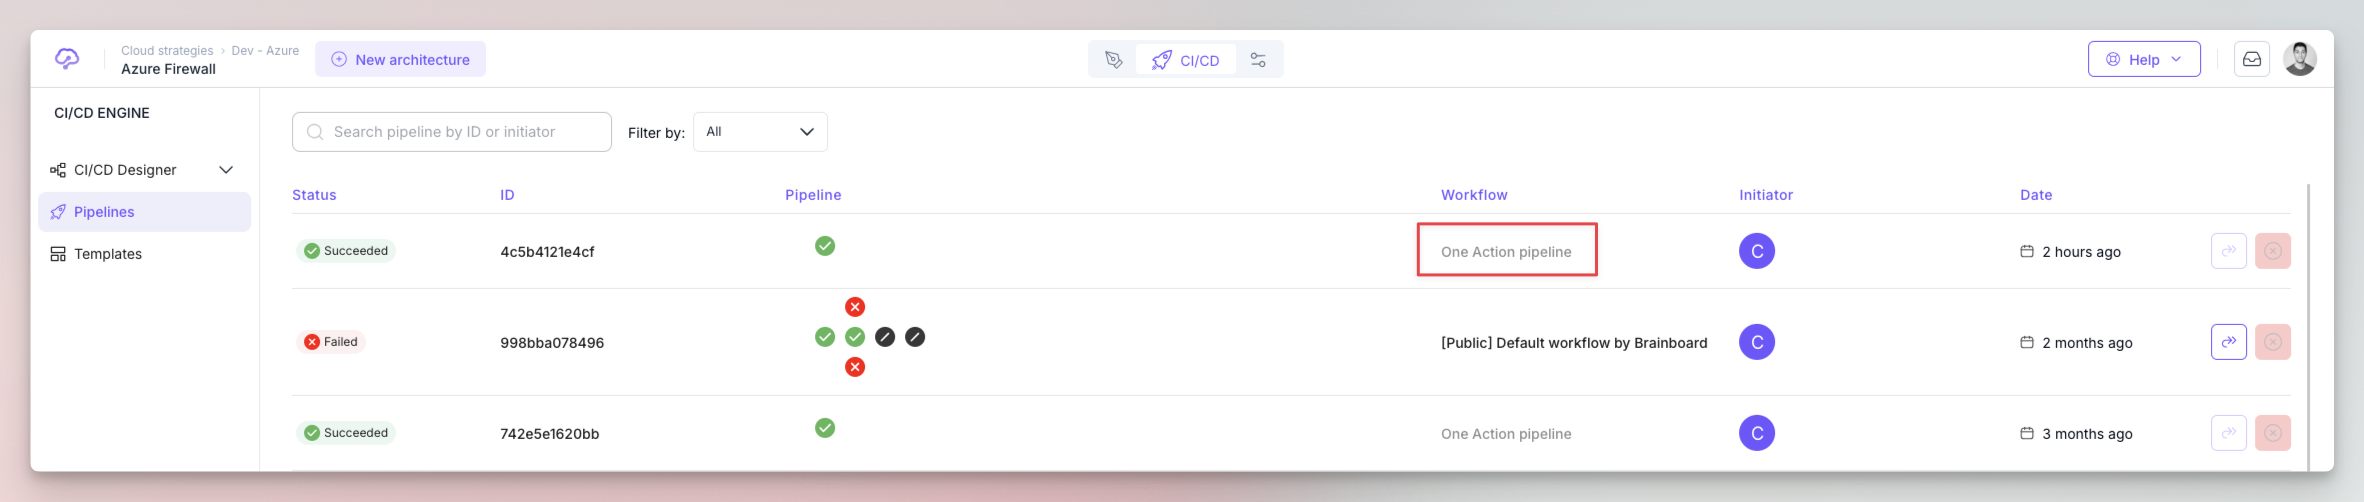 Cloud strategies › Dev - Azure
Azure Firewall
New architecture
CI/CD
Help
CI/CD ENGINE
CI/CD Designer
Pipelines
Templates
Search pipeline by ID or initiator
Filter by:
All
Status ID Pipeline Workflow Initiator Date
Succeeded 4c5b4121e4cf One Action pipeline C 2 hours ago
Failed 998bba078496 [Public] Default workflow by Brainboard C 2 months ago
Succeeded 742e5e1620bb One Action pipeline C 3 months ago